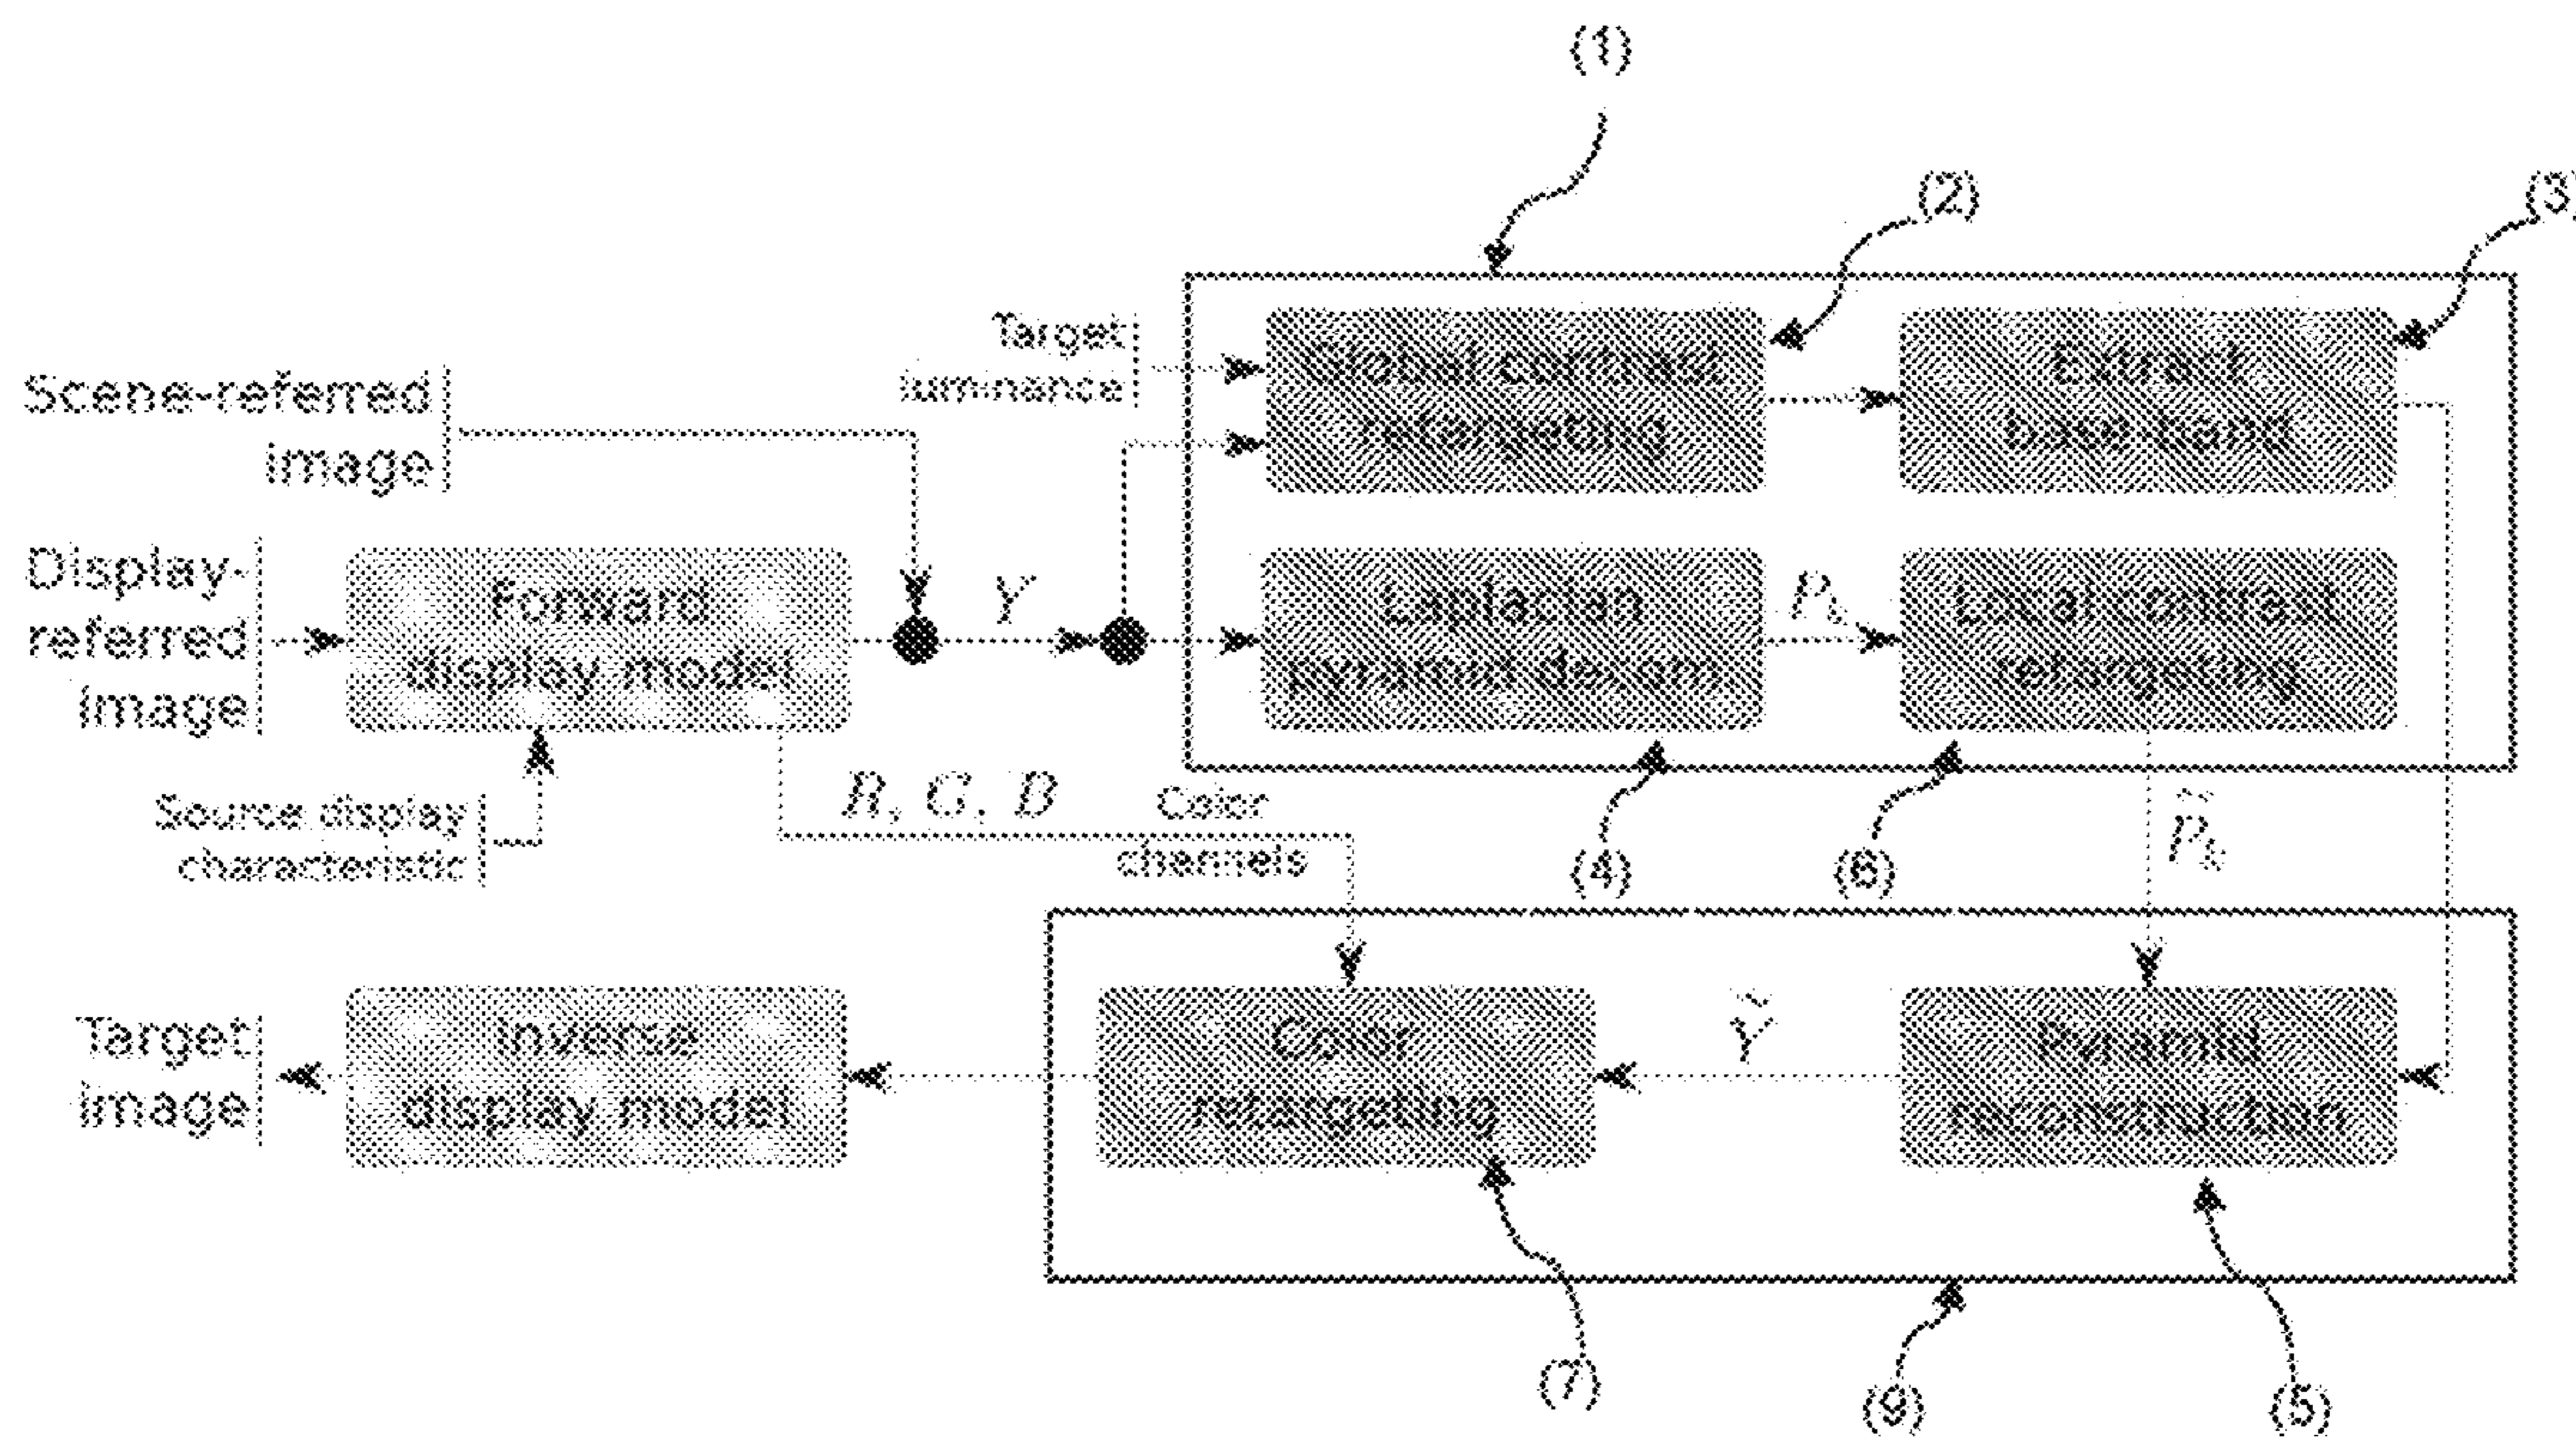 (1)
(2)
(3)
Target
luminance
Global contrast
retargeting
Extract
base-band
Scene-referred
image
Display-
referred
image
Forward
display model
Y
Laplacian
pyramid decom.
P_k
Local contrast
retargeting
Source display
characteristic
R, G, B
Color
channels
(4)
(6)
P̃_k
Target
image
Inverse
display model
Color
retargeting
Ỹ
Pyramid
reconstruction
(7)
(9)
(5)